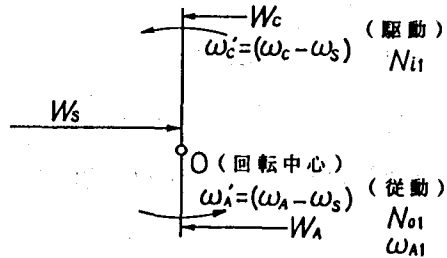 Wc
ωc'=(ωc-ωs) (駆動)
Ni1
Ws
O(回転中心)
ωA'=(ωA-ωs) (従動)
No1
WA
ωA1